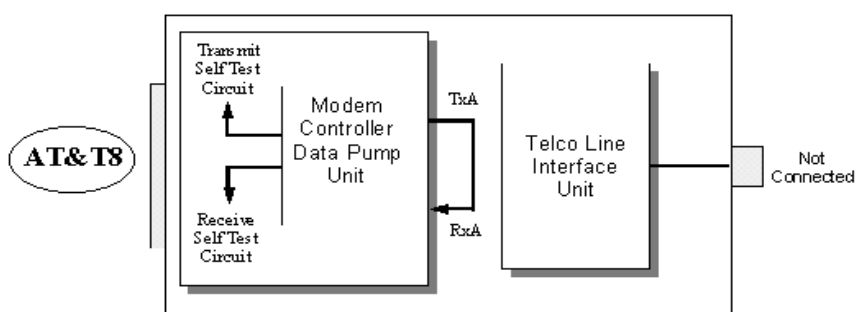 Transmit
Self Test
Circuit
AT&T8
Receive
Self Test
Circuit
Modem
Controller
Data Pump
Unit
TxA
RxA
Telco Line
Interface
Unit
Not
Connected